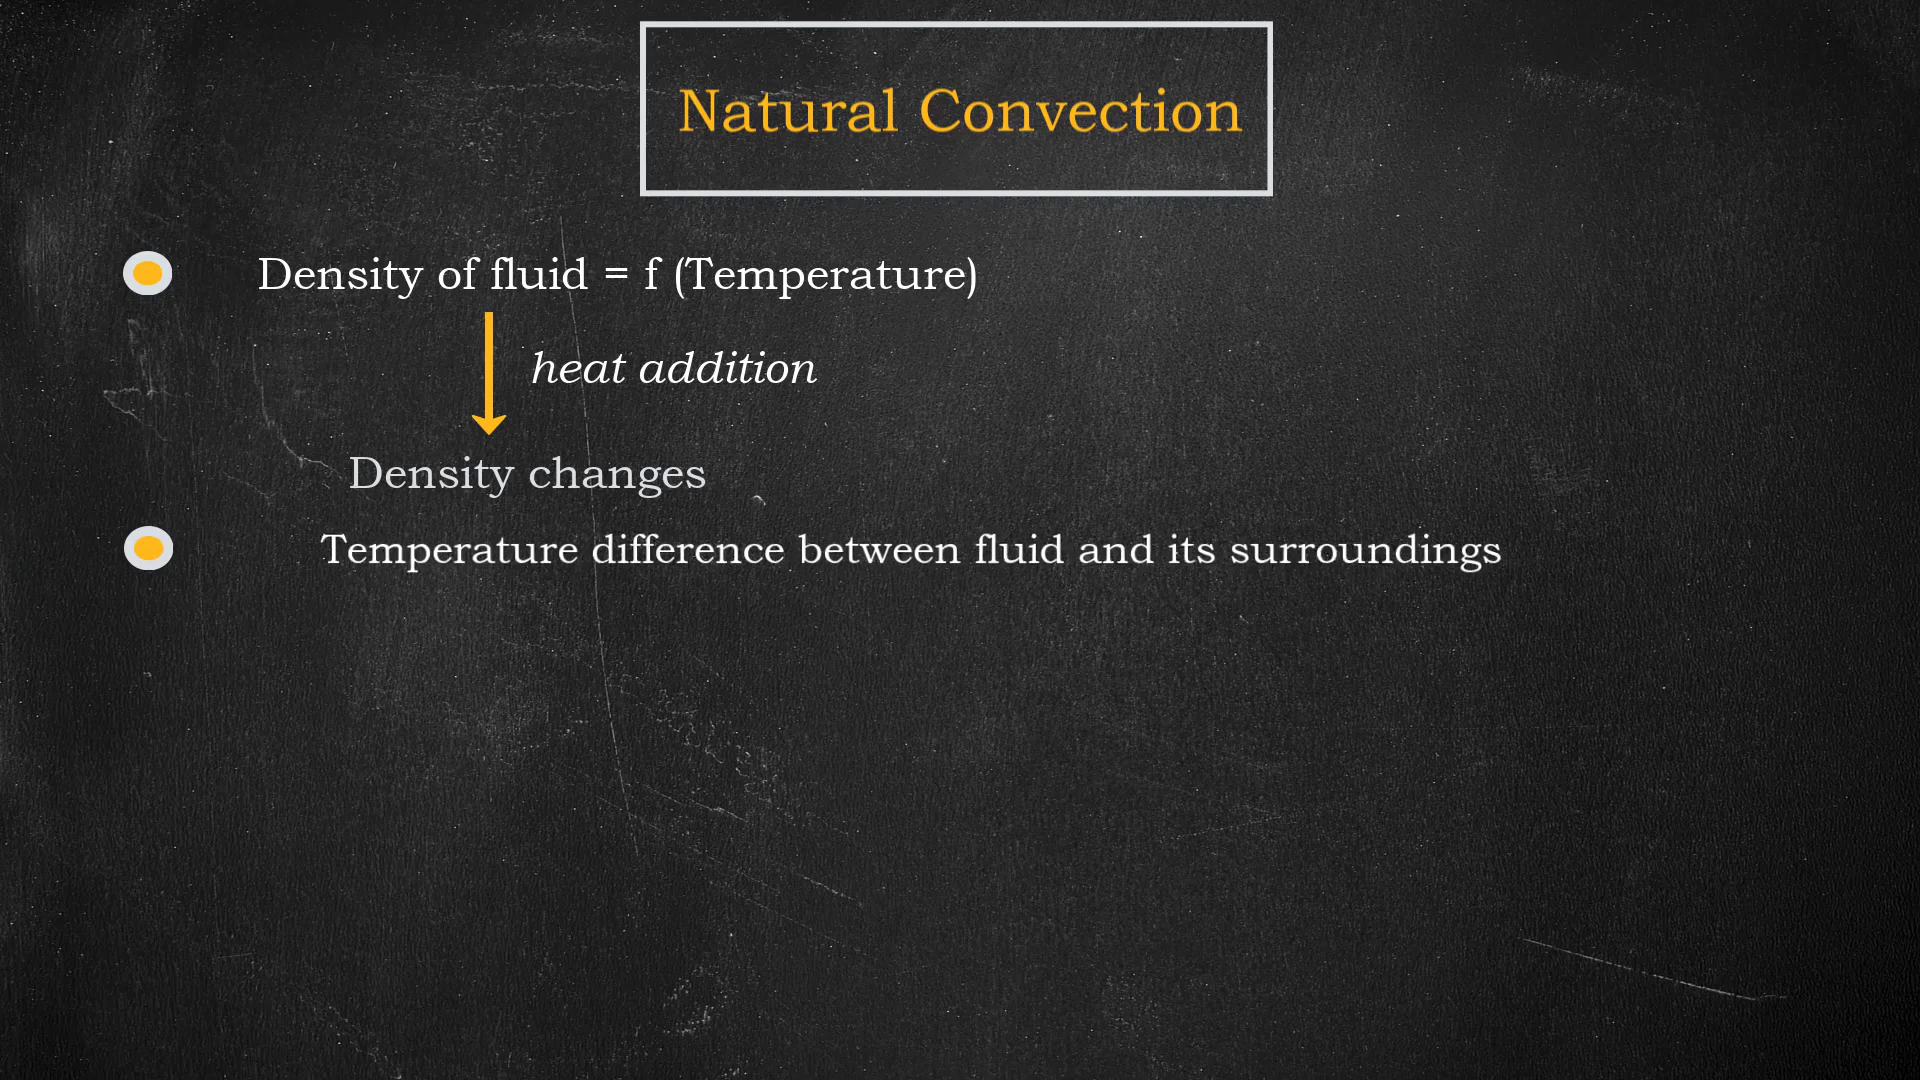 Natural Convection
Density of fluid = f (Temperature)
heat addition
Density changes
Temperature difference between fluid and its surroundings